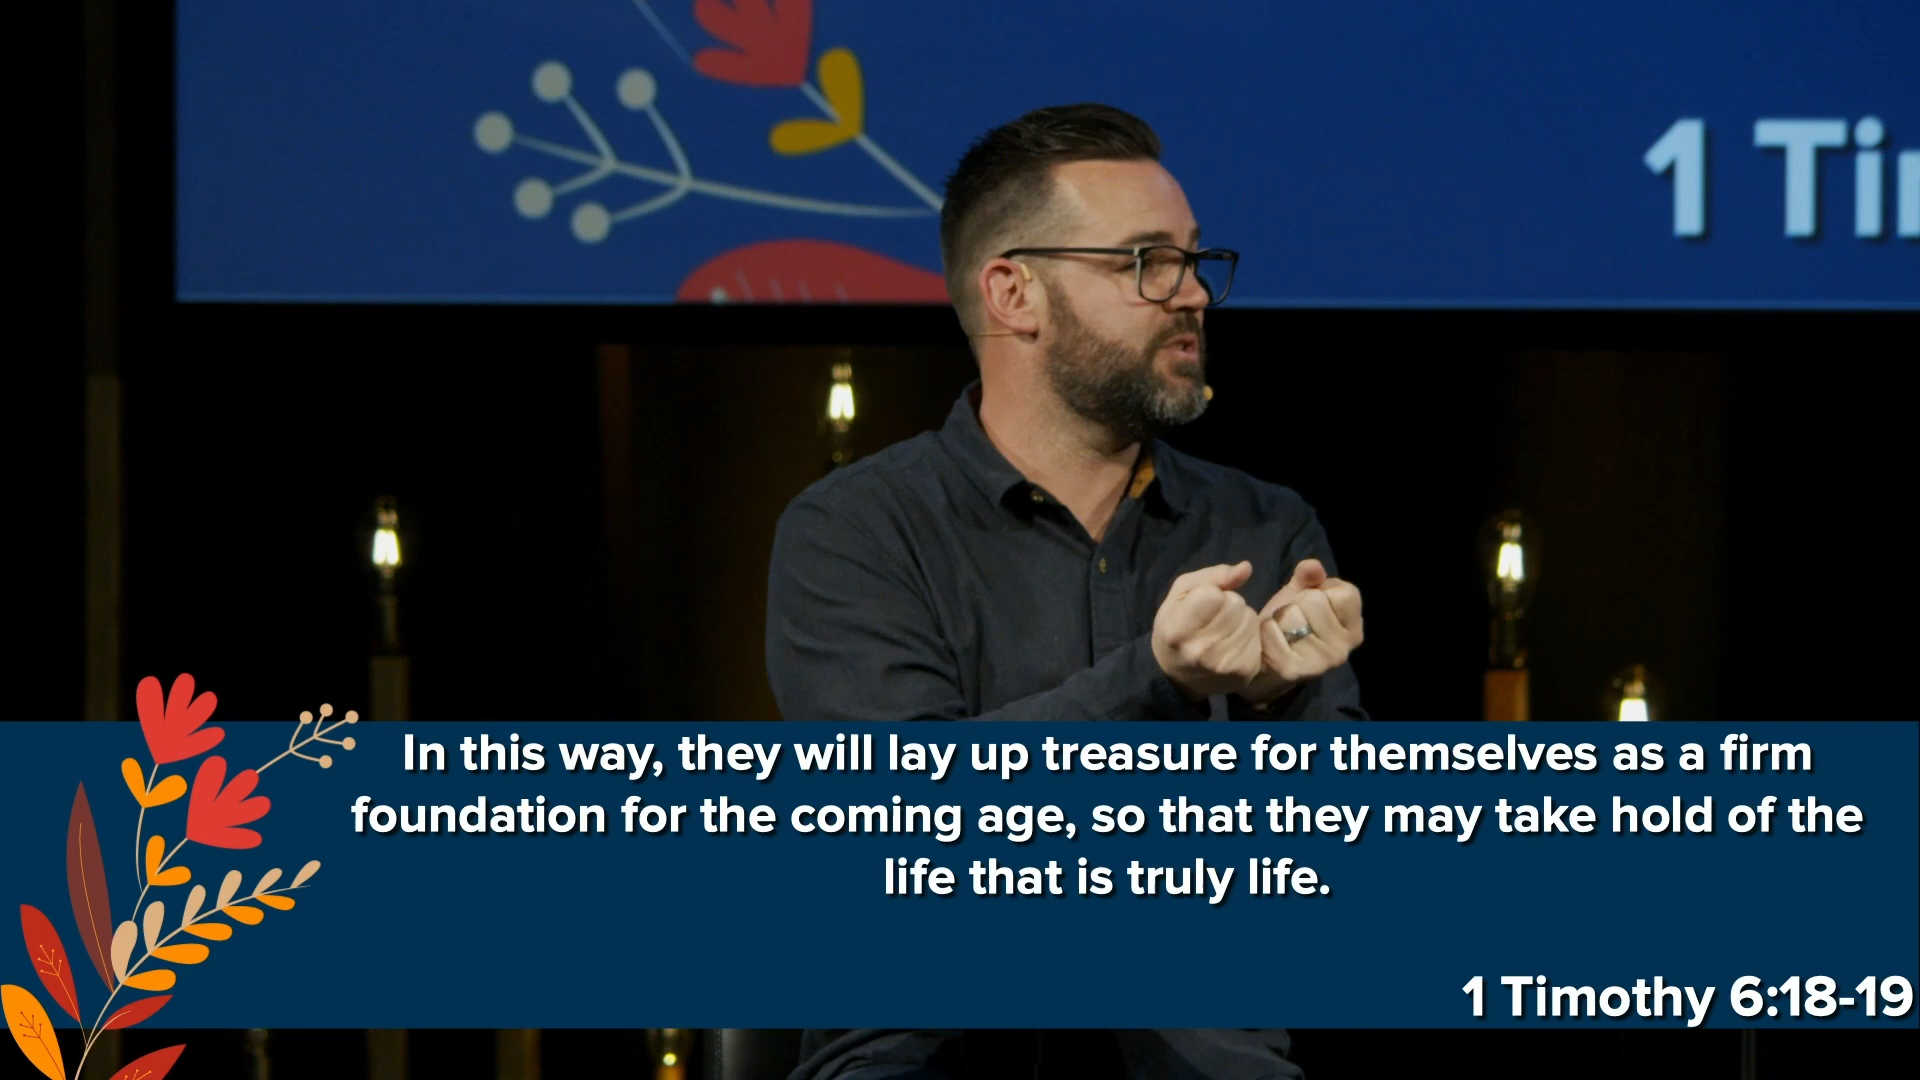 1 Ti
In this way, they will lay up treasure for themselves as a firm
foundation for the coming age, so that they may take hold of the
life that is truly life.
1 Timothy 6:18-19